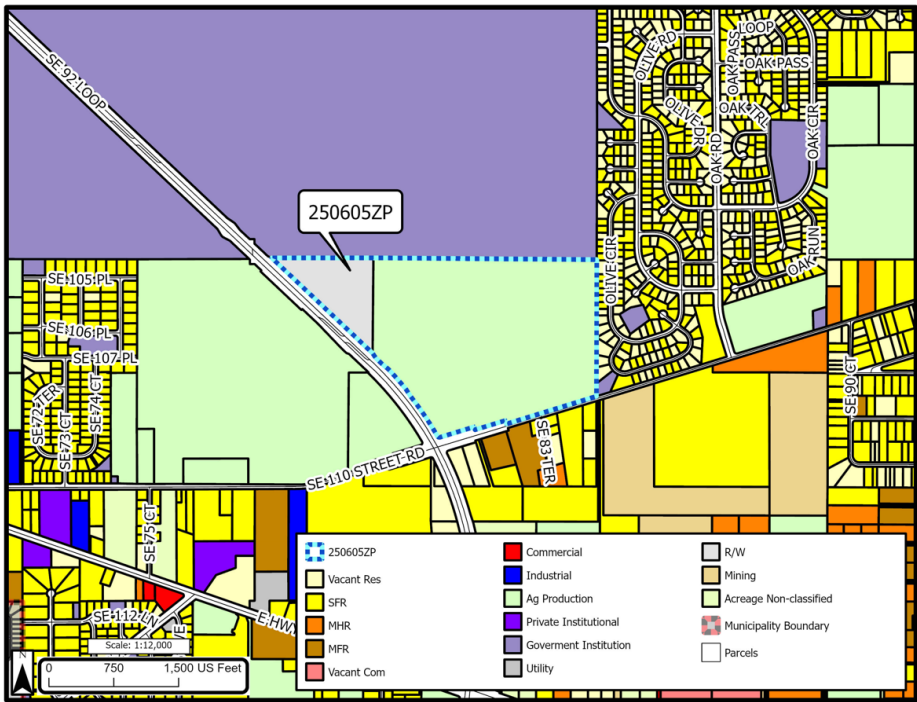 SE 92 LOOP
OLIVE RD
OAK PASS LOOP
OAK PASS
OAK TRL
OLIVE DR
OAK RD
OAK CIR
250605ZP
OLIVE CIR
OAK RUN
SE 105 PL
SE 106 PL
SE 107 PL
SE 72 TER
SE 73 CT
SE 74 CT
SE 90 CT
SE 83 TER
SE 110 STREET RD
SE 75 CT
SE 112 LN
VE
E HWY
Scale: 1:12,000
0 750 1,500 US Feet
N
250605ZP
Vacant Res
SFR
MHR
MFR
Vacant Com
Commercial
Industrial
Ag Production
Private Institutional
Goverment Institution
Utility
R/W
Mining
Acreage Non-classified
Municipality Boundary
Parcels